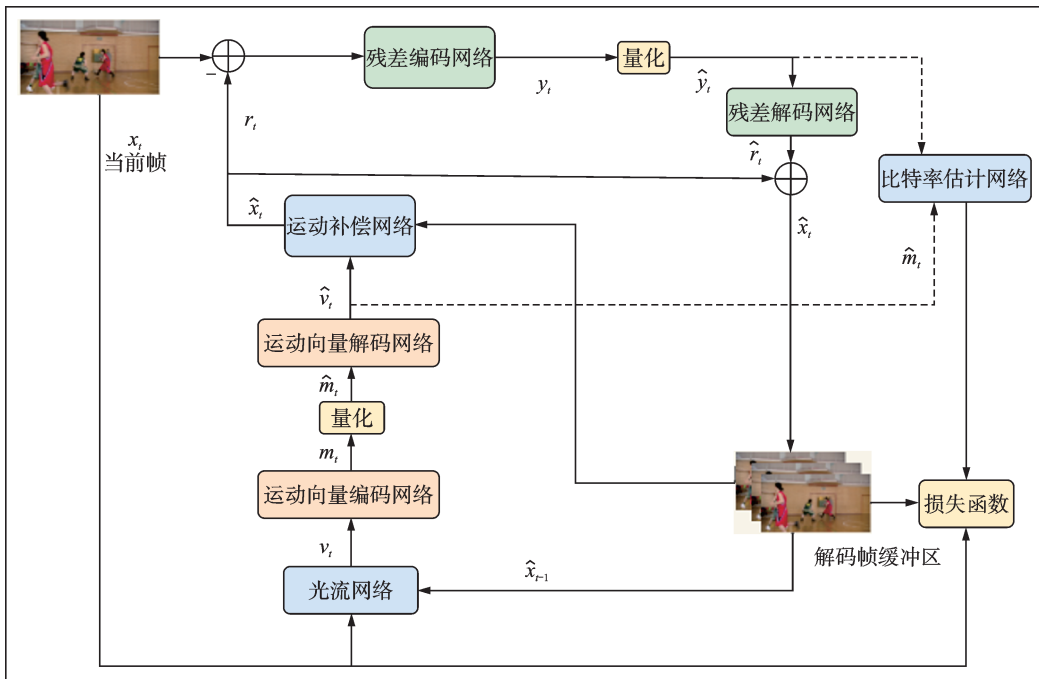 残差编码网络
量化
y_t
ŷ_t
残差解码网络
r_t
r̂_t
x_t
当前帧
−
比特率估计网络
x̂_t
运动补偿网络
x̂_t
m̂_t
v̂_t
运动向量解码网络
m̂_t
量化
m_t
运动向量编码网络
损失函数
v_t
解码帧缓冲区
x̂_{t−1}
光流网络